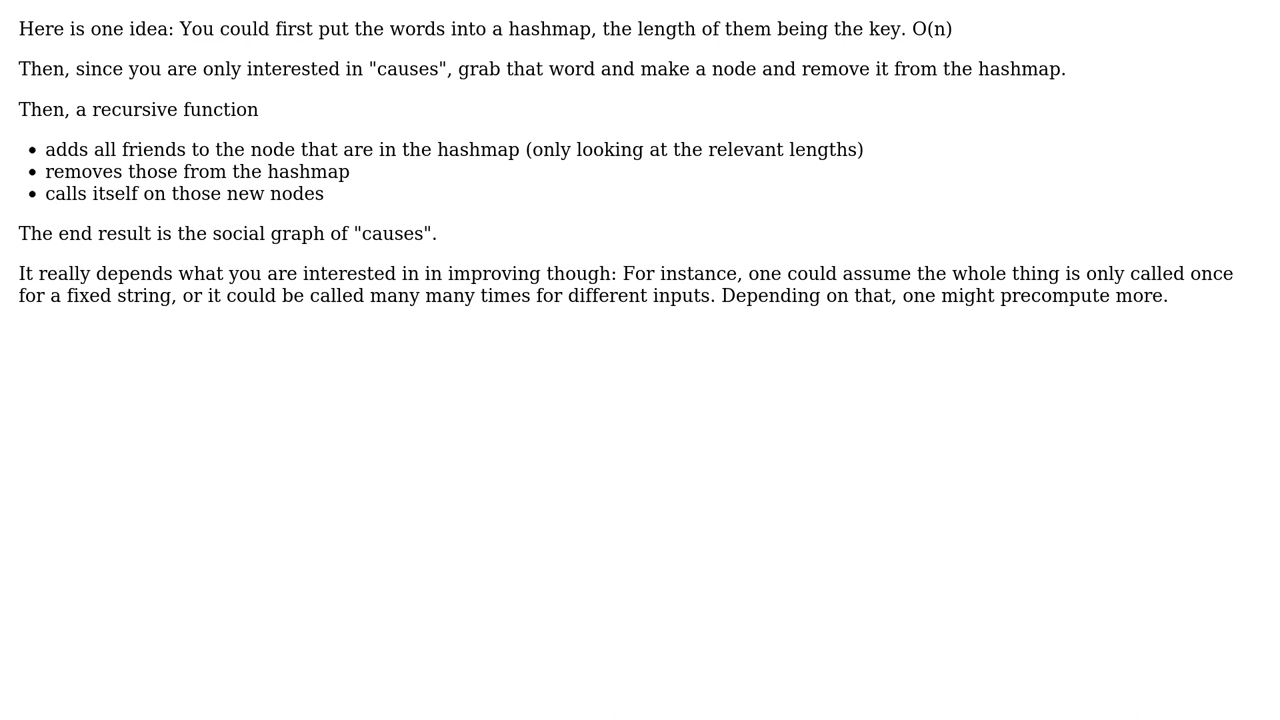 Here is one idea: You could first put the words into a hashmap, the length of them being the key. O(n)
Then, since you are only interested in "causes", grab that word and make a node and remove it from the hashmap.
Then, a recursive function
• adds all friends to the node that are in the hashmap (only looking at the relevant lengths)
• removes those from the hashmap
• calls itself on those new nodes
The end result is the social graph of "causes".
It really depends what you are interested in in improving though: For instance, one could assume the whole thing is only called once
for a fixed string, or it could be called many many times for different inputs. Depending on that, one might precompute more.